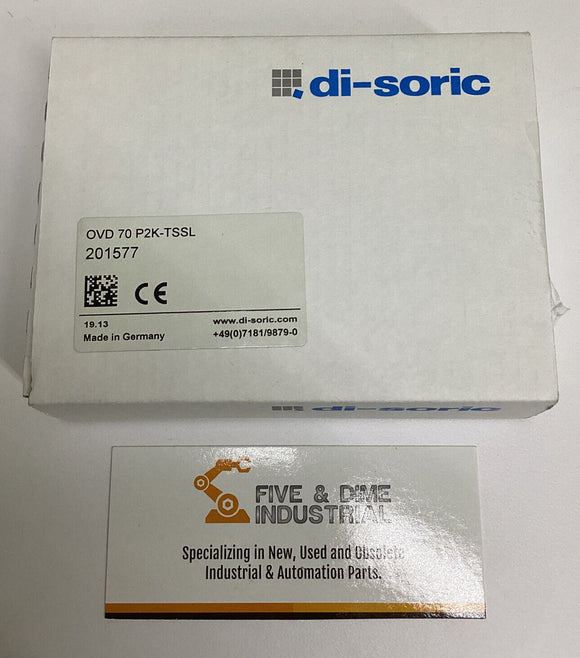 di-soric
OVD 70 P2K-TSSL
201577
CE
19.13
www.di-soric.com
Made in Germany
+49(0)7181/9879-0
di-soric
FIVE & DIME
INDUSTRIAL
Specializing in New, Used and Obsolete
Industrial & Automation Parts.